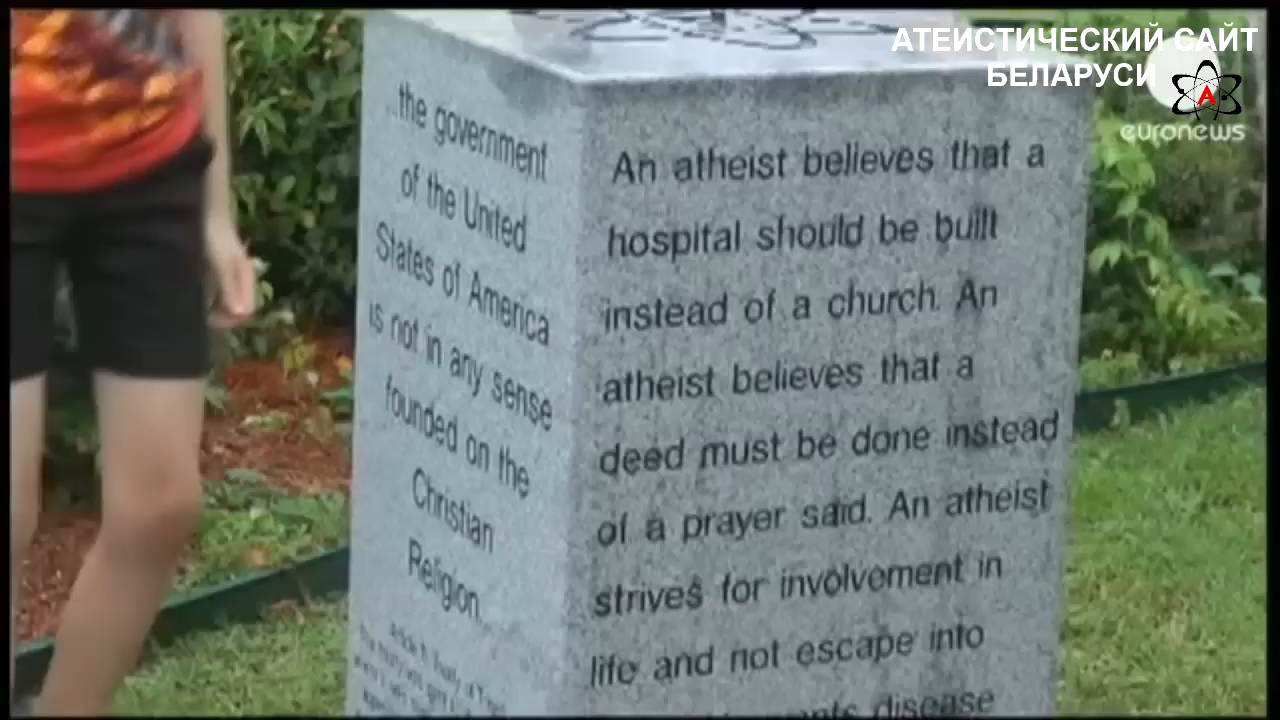 АТЕИСТИЧЕСКИЙ САЙТ
БЕЛАРУСИ
A
euronews
the government
of the United
States of America
is not in any sense
founded on the
Christian
Religion
An atheist believes that a
hospital should be built
instead of a church. An
atheist believes that a
deed must be done instead
of a prayer said. An atheist
strives for involvement in
life and not escape into
disease